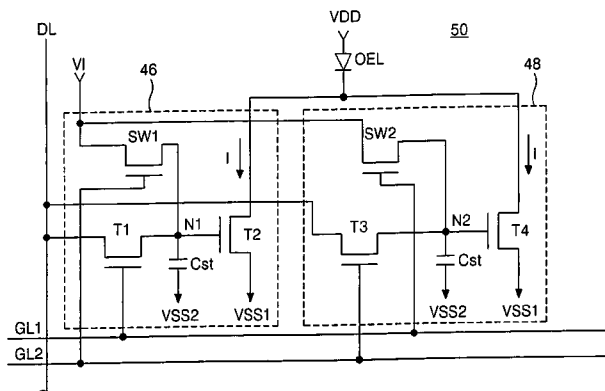 DL
VDD
50
VI
46
OEL
48
SW1
SW2
I
I
T1
N1
T2
T3
N2
T4
Cst
Cst
VSS2
VSS1
VSS2
VSS1
GL1
GL2